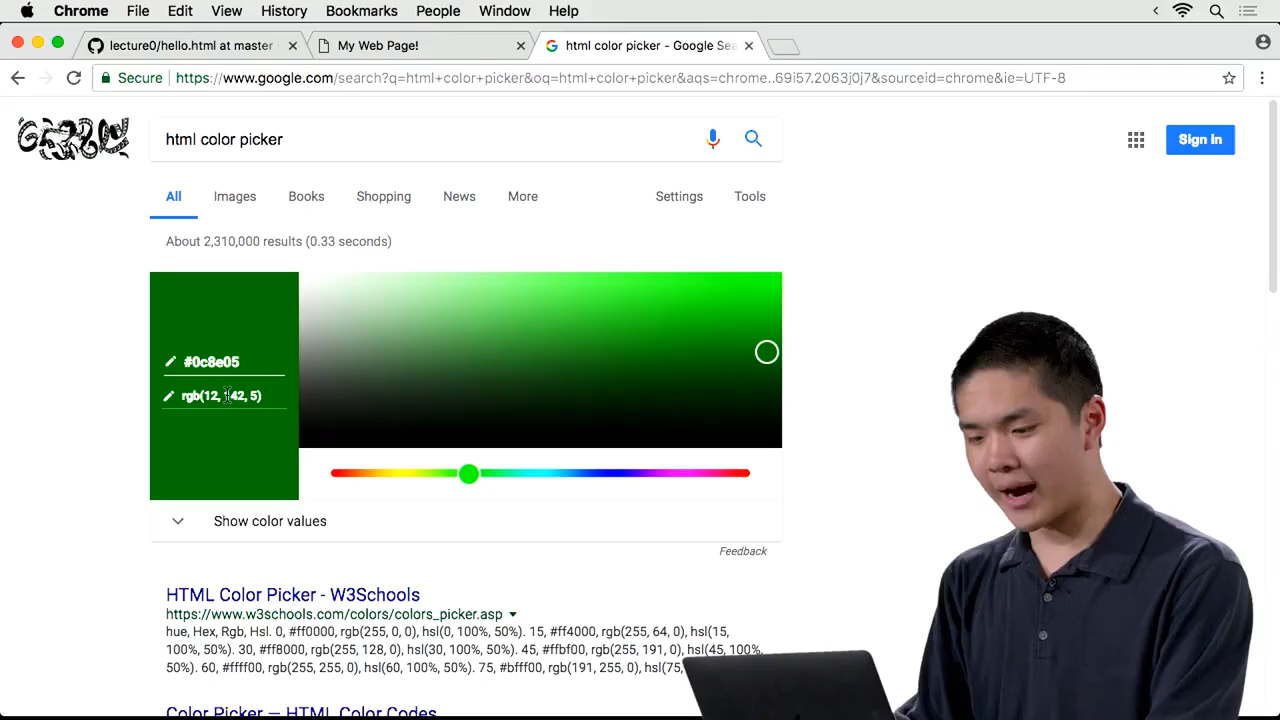 Chrome File Edit View History Bookmarks People Window Help
lecture0/hello.html at master My Web Page! html color picker - Google Sea
Secure https://www.google.com/search?q=html+color+picker&oq=html+color+picker&aqs=chrome..69i57.2063j0j7&sourceid=chrome&ie=UTF-8
html color picker
Sign in
All Images Books Shopping News More Settings Tools
About 2,310,000 results (0.33 seconds)
#0c8e05
rgb(12, 142, 5)
Show color values
Feedback
HTML Color Picker - W3Schools
https://www.w3schools.com/colors/colors_picker.asp
hue, Hex, Rgb, Hsl. 0, #ff0000, rgb(255, 0, 0), hsl(0, 100%, 50%). 15, #ff4000, rgb(255, 64, 0), hsl(15,
100%, 50%). 30, #ff8000, rgb(255, 128, 0), hsl(30, 100%, 50%). 45, #ffbf00, rgb(255, 191, 0), hsl(45, 100%,
50%). 60, #ffff00, rgb(255, 255, 0), hsl(60, 100%, 50%). 75, #bfff00, rgb(191, 255, 0), hsl(75,
Color Picker — HTML Color Codes